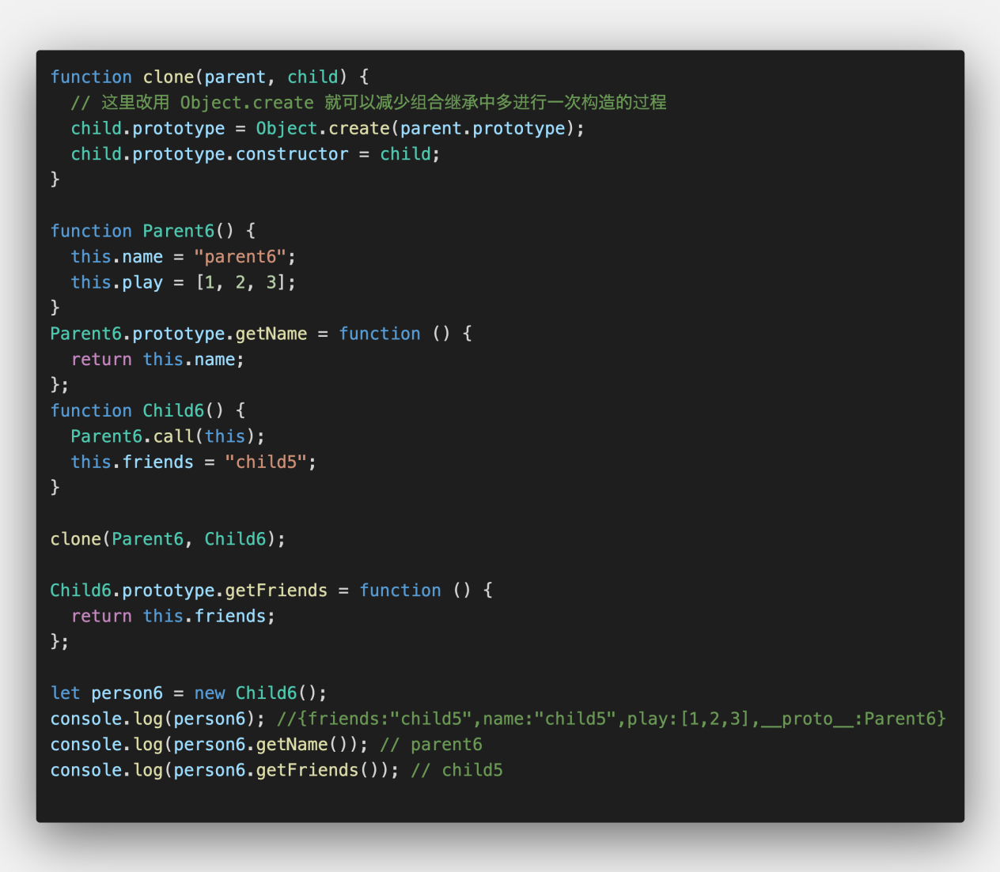 function clone(parent, child) {
  // 这里改用 Object.create 就可以减少组合继承中多进行一次构造的过程
  child.prototype = Object.create(parent.prototype);
  child.prototype.constructor = child;
}

function Parent6() {
  this.name = "parent6";
  this.play = [1, 2, 3];
}
Parent6.prototype.getName = function () {
  return this.name;
};
function Child6() {
  Parent6.call(this);
  this.friends = "child5";
}

clone(Parent6, Child6);

Child6.prototype.getFriends = function () {
  return this.friends;
};

let person6 = new Child6();
console.log(person6); //{friends:"child5",name:"child5",play:[1,2,3],__proto__:Parent6}
console.log(person6.getName()); // parent6
console.log(person6.getFriends()); // child5